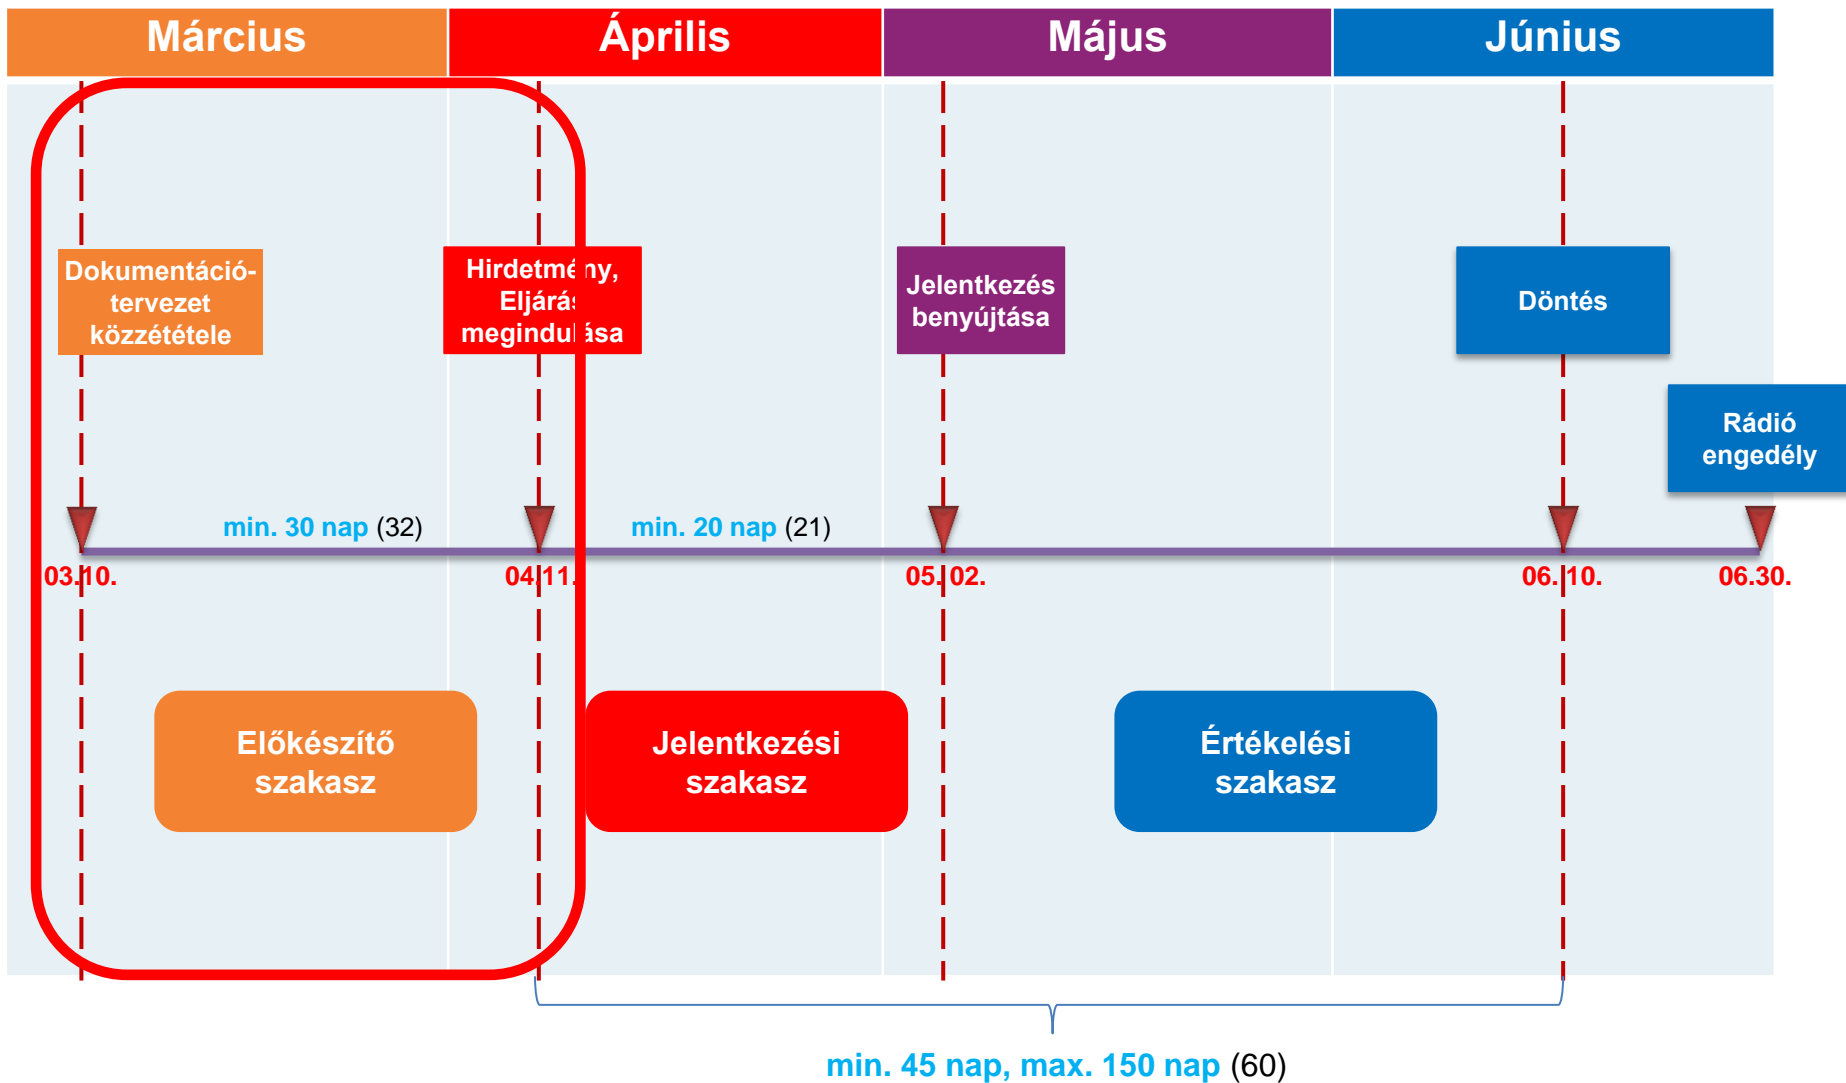 Március
Április
Május
Június
Dokumentáció-
tervezet
közzététele
Hirdetmény,
Eljárás
megindulása
Jelentkezés
benyújtása
Döntés
Rádió
engedély
min. 30 nap (32)
min. 20 nap (21)
03.10.
04.11.
05.02.
06.10.
06.30.
Előkészítő
szakasz
Jelentkezési
szakasz
Értékelési
szakasz
min. 45 nap, max. 150 nap (60)